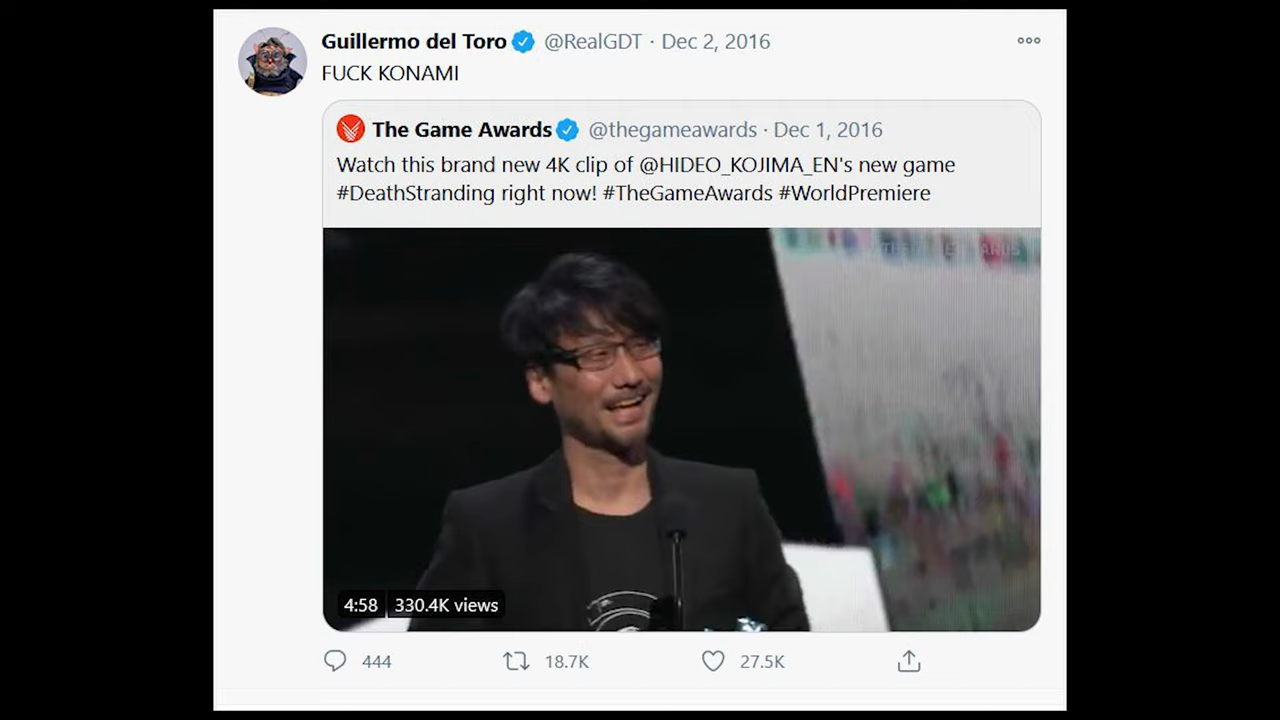 Guillermo del Toro @RealGDT · Dec 2, 2016
FUCK KONAMI
The Game Awards @thegameawards · Dec 1, 2016
Watch this brand new 4K clip of @HIDEO_KOJIMA_EN's new game
#DeathStranding right now! #TheGameAwards #WorldPremiere
4:58 330.4K views
444 18.7K 27.5K